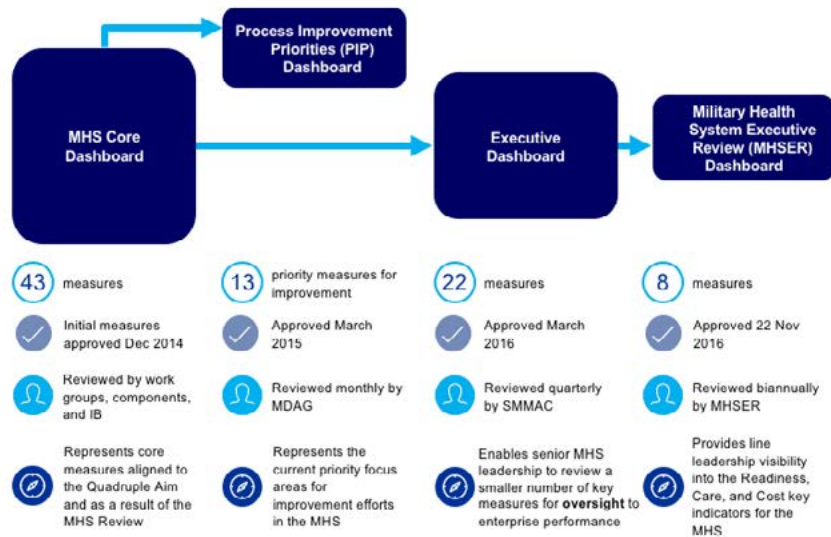 Process Improvement
Priorities (PIP)
Dashboard
MHS Core
Dashboard
Executive
Dashboard
Military Health
System Executive
Review (MHSER)
Dashboard
43 measures
Initial measures
approved Dec 2014
Reviewed by work
groups, components,
and IB
Represents core
measures aligned to
the Quadruple Aim
and as a result of the
MHS Review
13 priority measures for
improvement
Approved March
2015
Reviewed monthly by
MDAG
Represents the
current priority focus
areas for
improvement efforts
in the MHS
22 measures
Approved March
2016
Reviewed quarterly
by SMMAC
Enables senior MHS
leadership to review a
smaller number of key
measures for oversight to
enterprise performance
8 measures
Approved 22 Nov
2016
Reviewed biannually
by MHSER
Provides line
leadership visibility
into the Readiness,
Care, and Cost key
indicators for the
MHS